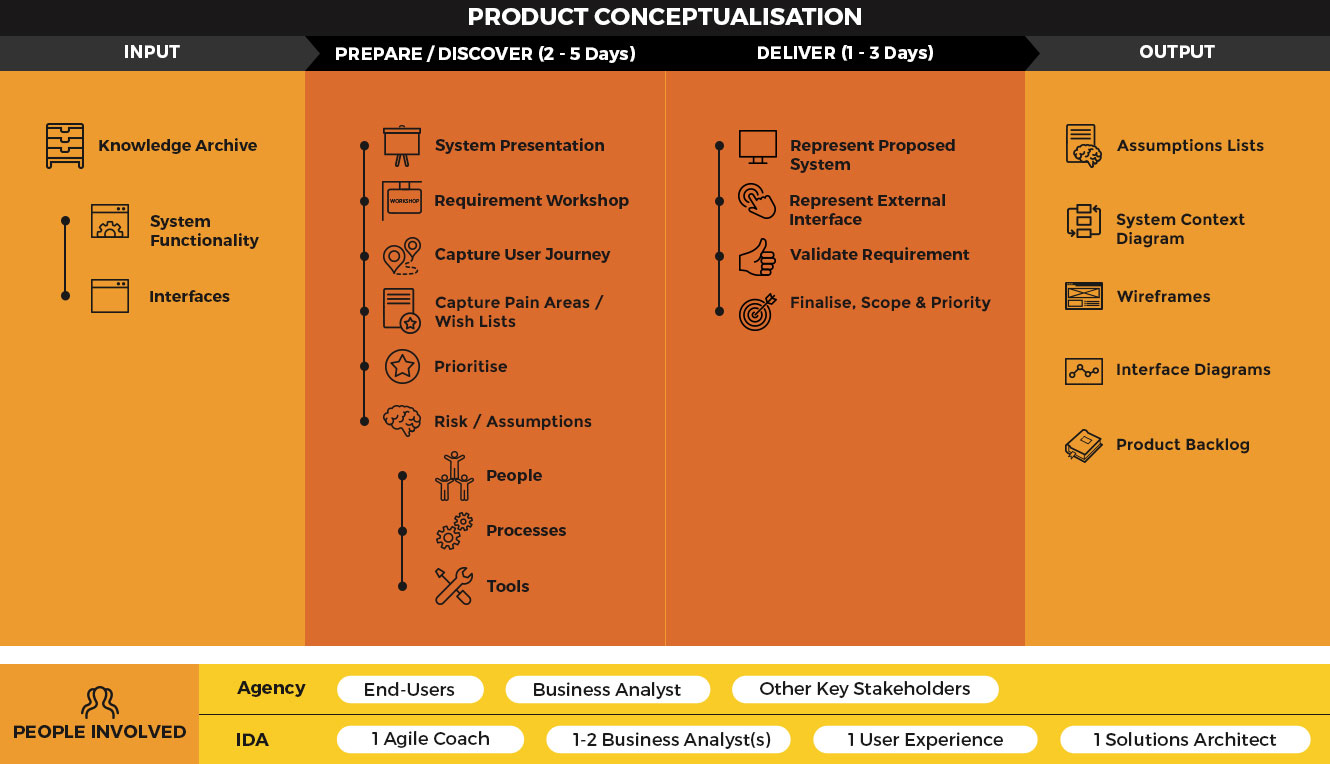 PRODUCT CONCEPTUALISATION
INPUT
PREPARE / DISCOVER (2 - 5 Days)
DELIVER (1 - 3 Days)
OUTPUT
Knowledge Archive
System
Functionality
Interfaces
System Presentation
WORKSHOP
Requirement Workshop
Capture User Journey
Capture Pain Areas /
Wish Lists
Prioritise
Risk / Assumptions
People
Processes
Tools
Represent Proposed
System
Represent External
Interface
Validate Requirement
Finalise, Scope & Priority
Assumptions Lists
System Context
Diagram
Wireframes
Interface Diagrams
Product Backlog
PEOPLE INVOLVED
Agency
End-Users
Business Analyst
Other Key Stakeholders
IDA
1 Agile Coach
1-2 Business Analyst(s)
1 User Experience
1 Solutions Architect